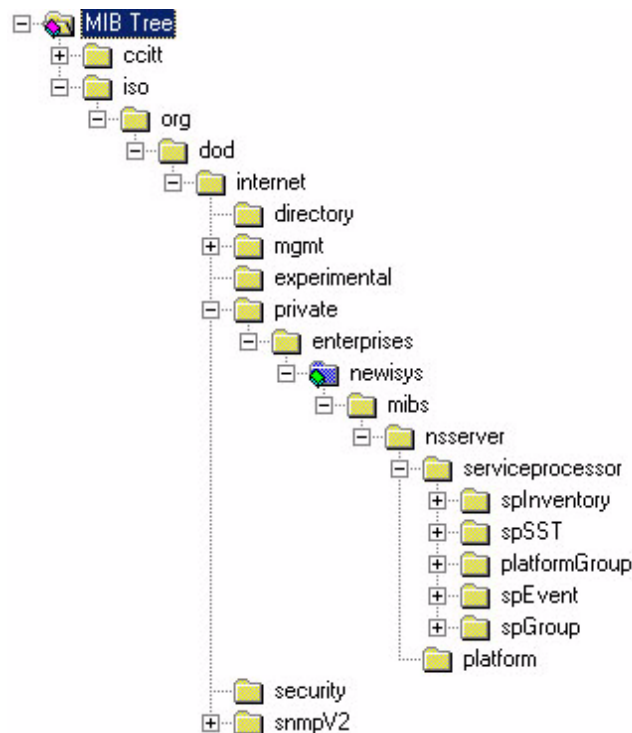 MIB Tree
ccitt
iso
org
dod
internet
directory
mgmt
experimental
private
enterprises
newisys
mibs
nsserver
serviceprocessor
spInventory
spSST
platformGroup
spEvent
spGroup
platform
security
snmpV2